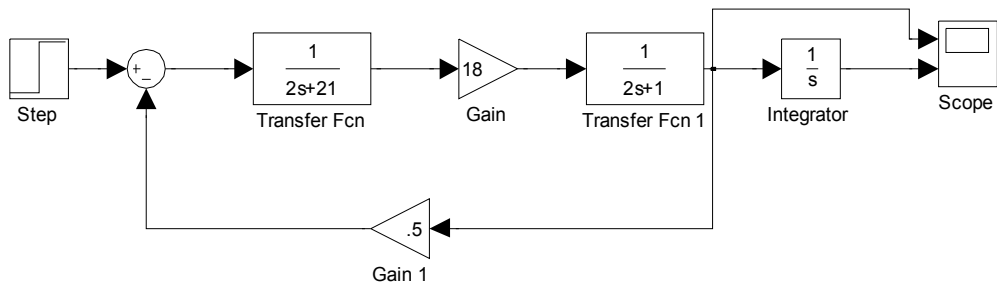 +
−
Step
1
2s+21
Transfer Fcn
18
Gain
1
2s+1
Transfer Fcn 1
1
s
Integrator
Scope
.5
Gain 1